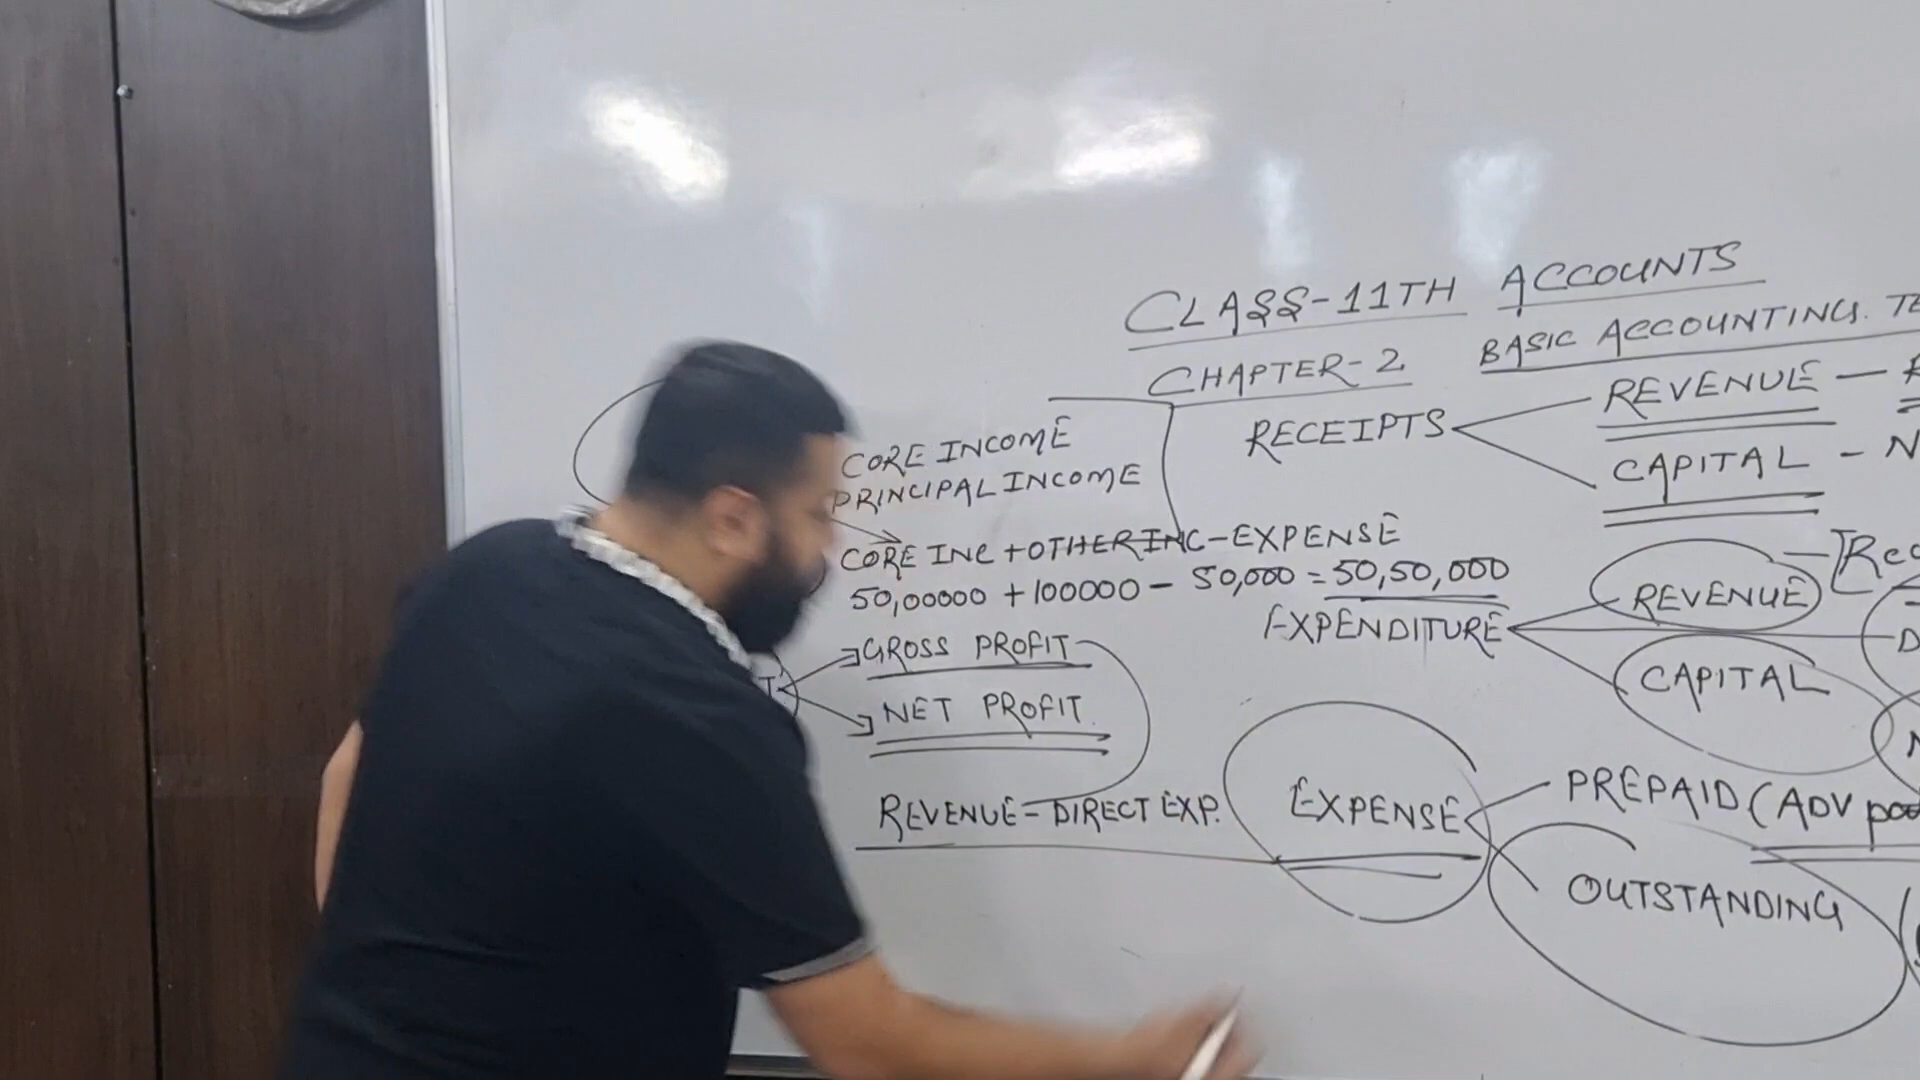 CLASS-11TH ACCOUNTS
CHAPTER-2 BASIC ACCOUNTING
RECEIPTS
REVENUE —
CAPITAL - N
CORE INCOME
PRINCIPAL INCOME
CORE INC + OTHER INC - EXPENSE
50,00000 + 100000 - 50,000 = 50,50,000
EXPENDITURE
REVENUE
CAPITAL
GROSS PROFIT
NET PROFIT
REVENUE - DIRECT EXP.
EXPENSE
PREPAID (ADV
OUTSTANDING